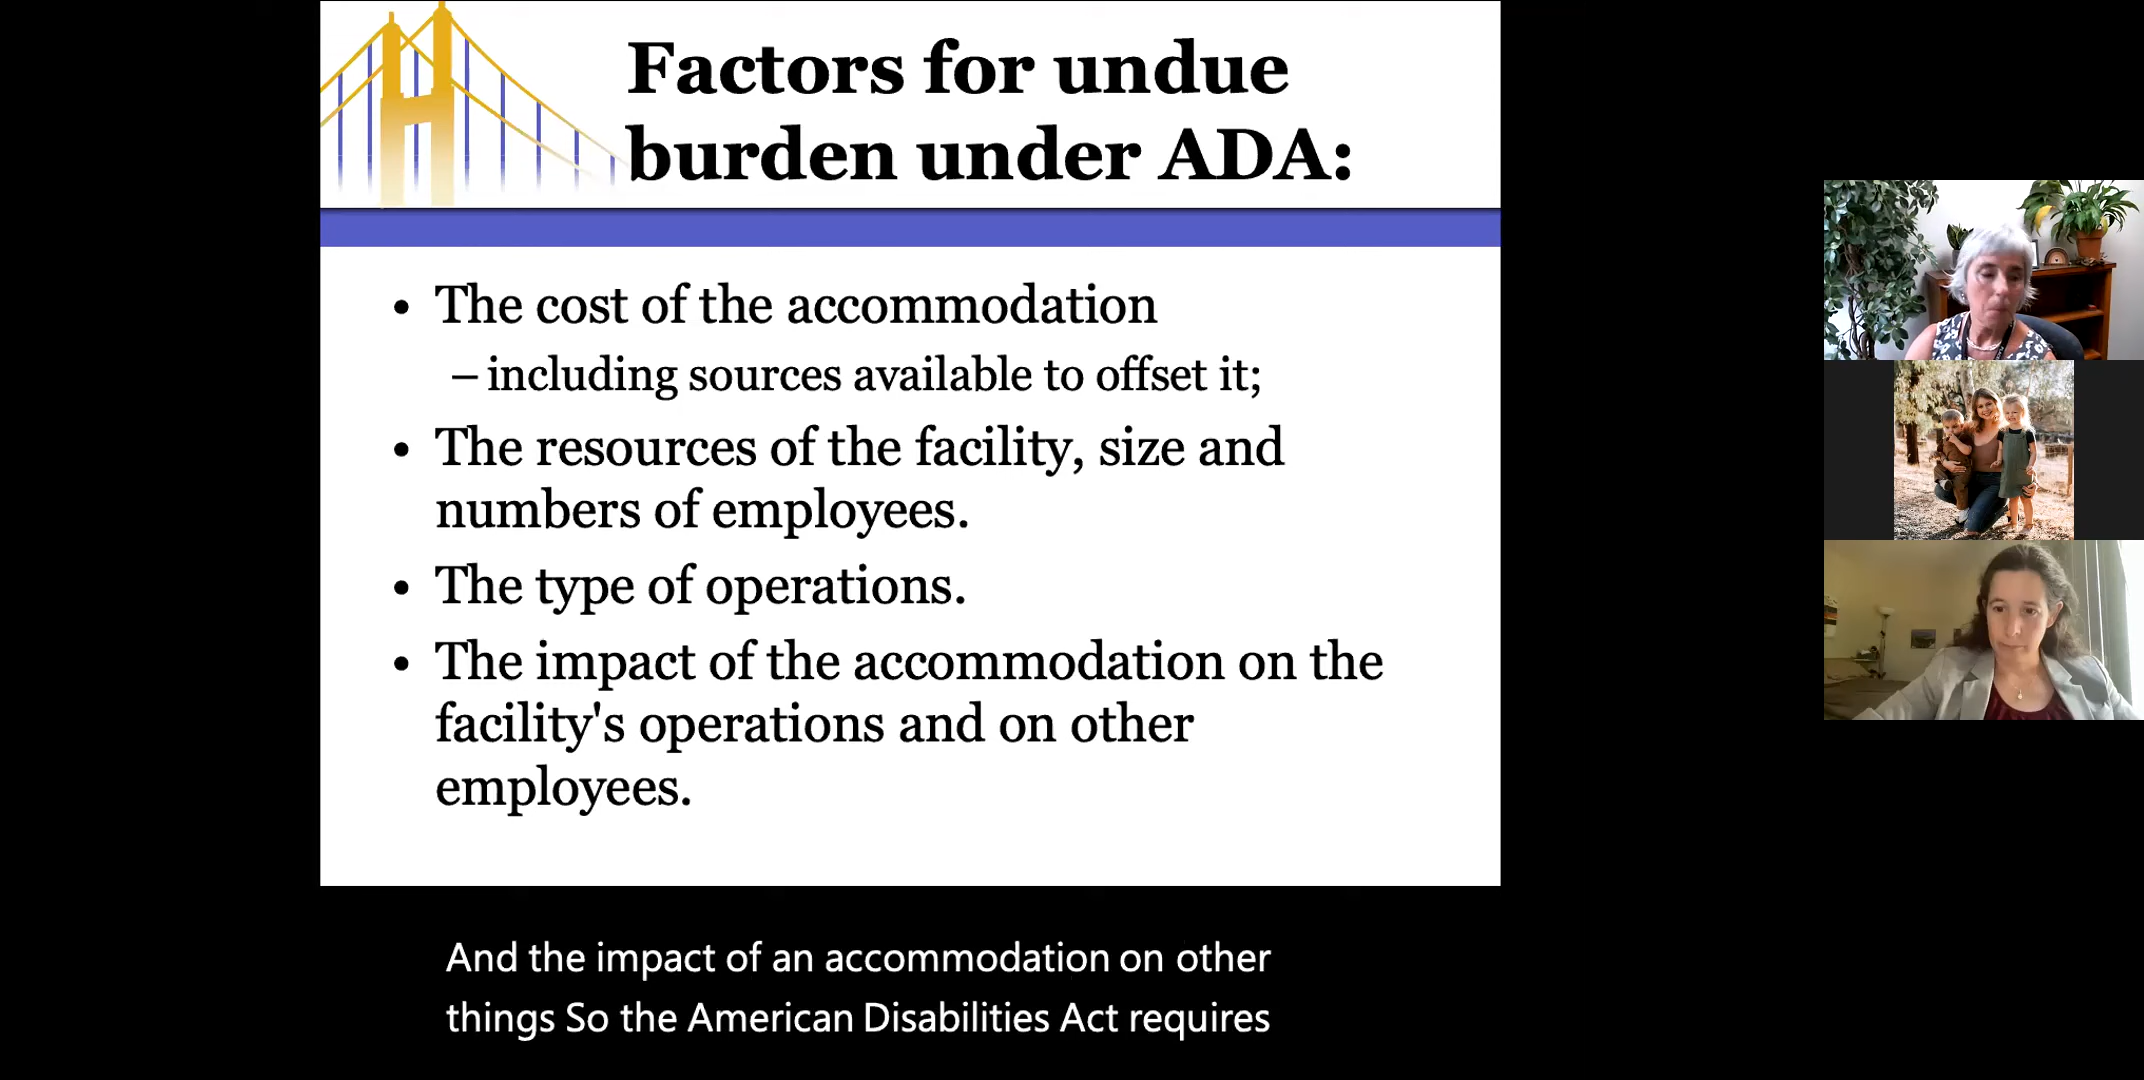 Factors for undue
burden under ADA:
• The cost of the accommodation
– including sources available to offset it;
• The resources of the facility, size and
numbers of employees.
• The type of operations.
• The impact of the accommodation on the
facility's operations and on other
employees.
And the impact of an accommodation on other
things So the American Disabilities Act requires